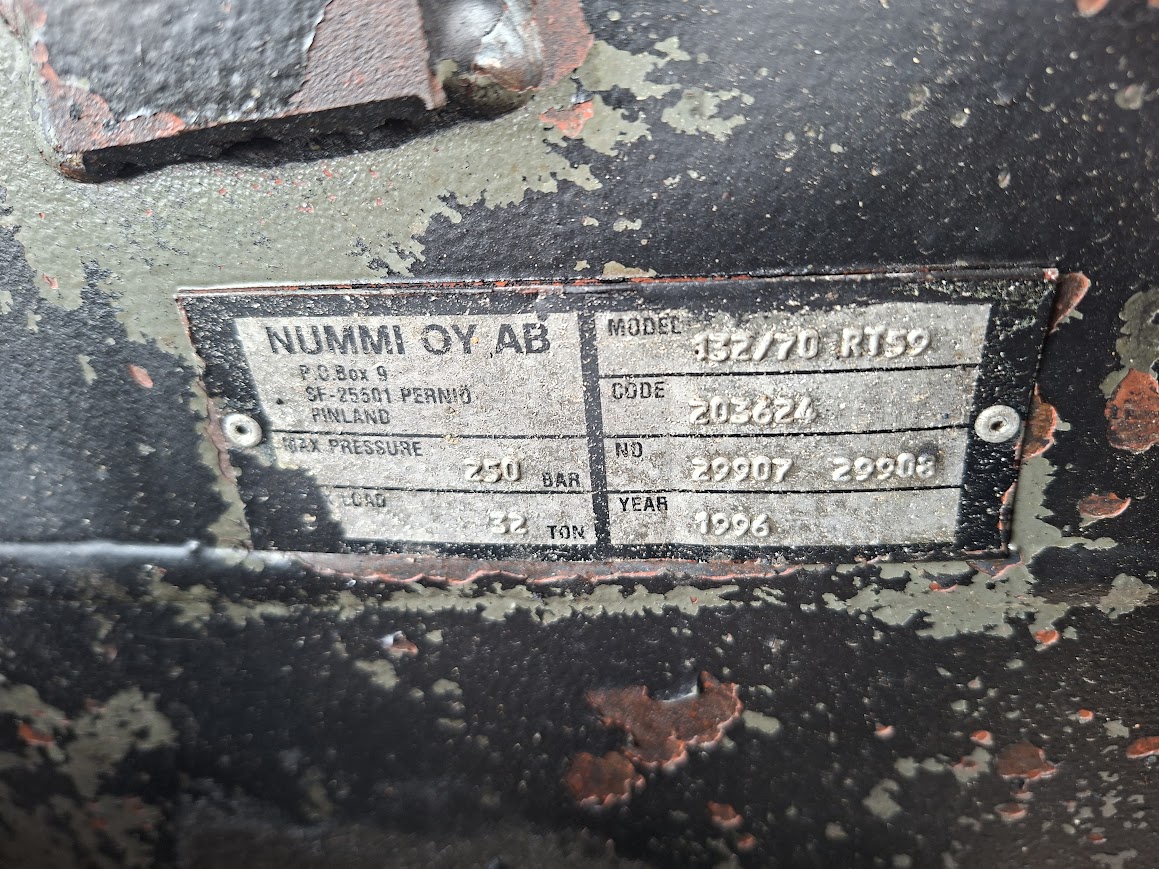 NUMMI OY AB
P.O.Box 9
SF-25501 PERNIÖ
FINLAND
MAX PRESSURE 250 BAR
LOAD 32 TON
MODEL 132/70 RT59
CODE 203624
NO 29907 29908
YEAR 1996